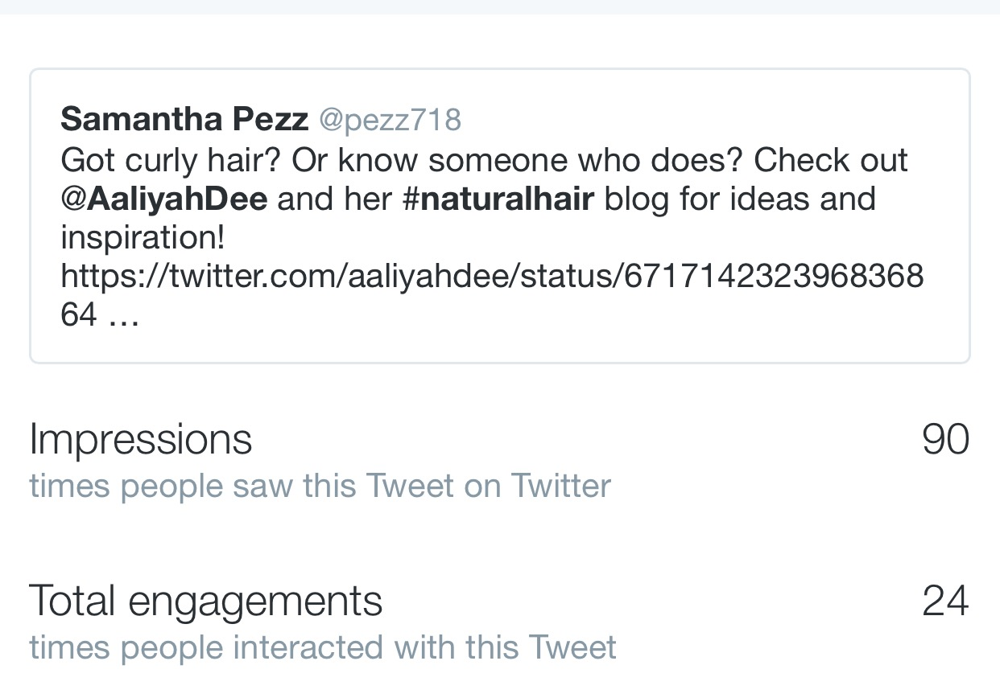 Samantha Pezz @pezz718
Got curly hair? Or know someone who does? Check out
@AaliyahDee and her #naturalhair blog for ideas and
inspiration!
https://twitter.com/aaliyahdee/status/6717142323968368
64 ...
Impressions 90
times people saw this Tweet on Twitter
Total engagements 24
times people interacted with this Tweet